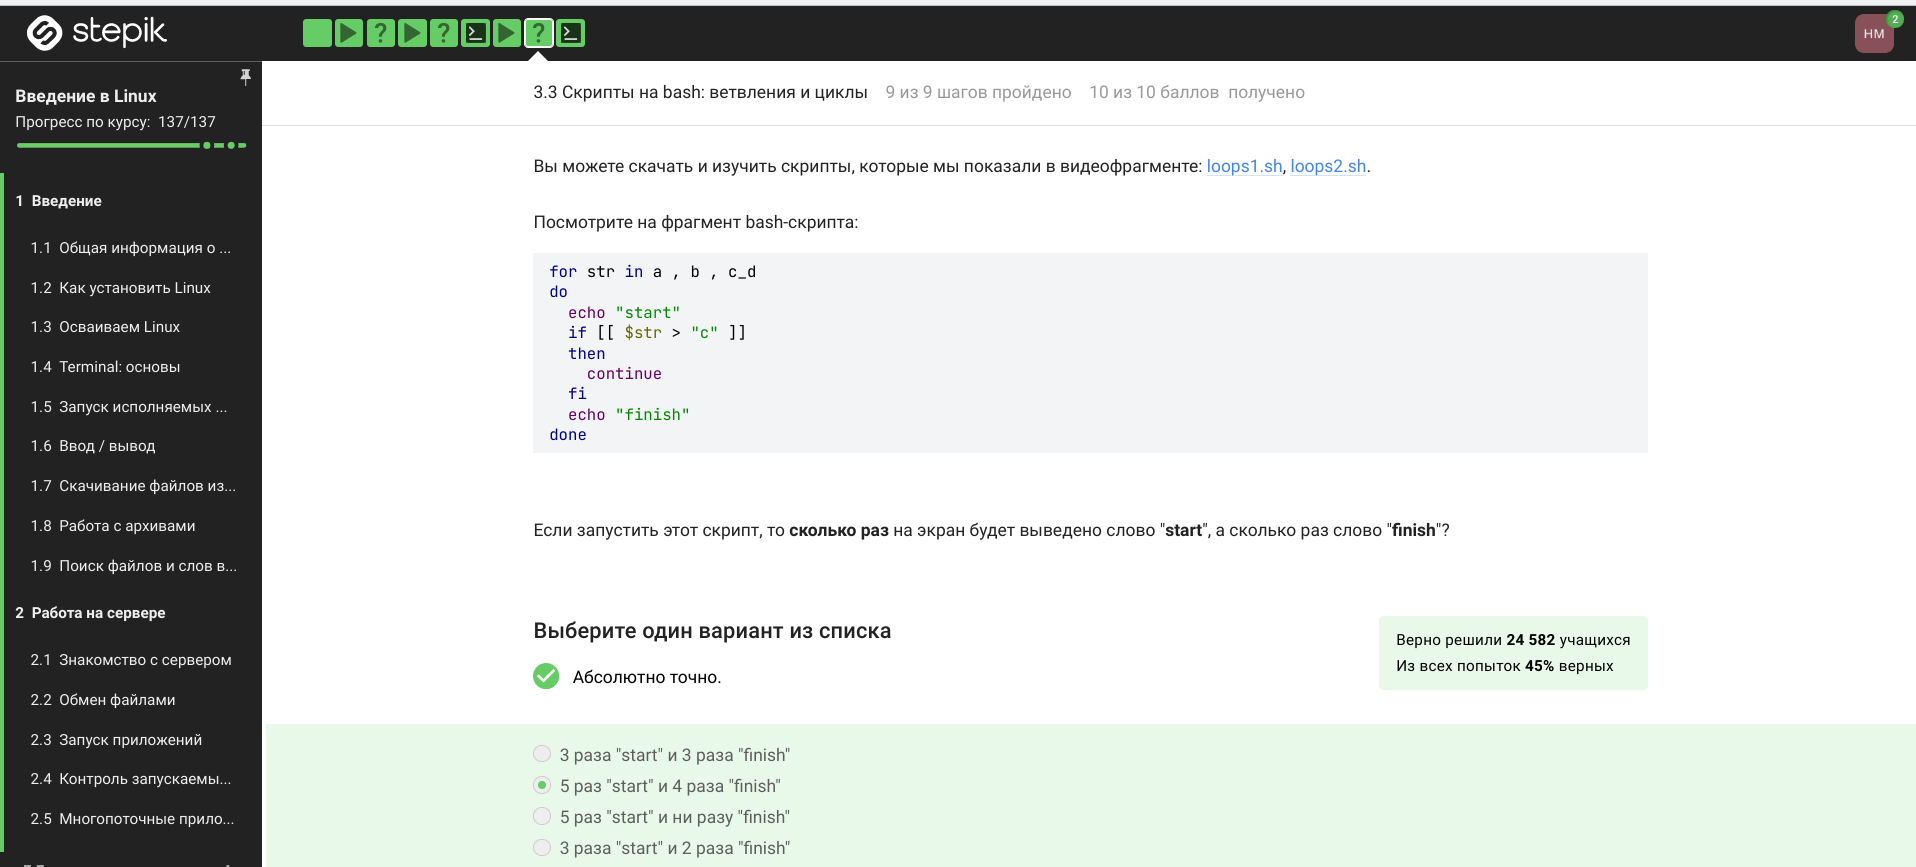 stepik
? ? ?
НМ
2
Введение в Linux
Прогресс по курсу: 137/137
1 Введение
1.1 Общая информация о ...
1.2 Как установить Linux
1.3 Осваиваем Linux
1.4 Terminal: основы
1.5 Запуск исполняемых ...
1.6 Ввод / вывод
1.7 Скачивание файлов из...
1.8 Работа с архивами
1.9 Поиск файлов и слов в...
2 Работа на сервере
2.1 Знакомство с сервером
2.2 Обмен файлами
2.3 Запуск приложений
2.4 Контроль запускаемы...
2.5 Многопоточные прило...
3.3 Скрипты на bash: ветвления и циклы 9 из 9 шагов пройдено 10 из 10 баллов получено
Вы можете скачать и изучить скрипты, которые мы показали в видеофрагменте: loops1.sh, loops2.sh.
Посмотрите на фрагмент bash-скрипта:
for str in a , b , c_d
do
  echo "start"
  if [[ $str > "c" ]]
  then
    continue
  fi
  echo "finish"
done
Если запустить этот скрипт, то сколько раз на экран будет выведено слово "start", а сколько раз слово "finish"?
Выберите один вариант из списка
Абсолютно точно.
Верно решили 24 582 учащихся
Из всех попыток 45% верных
3 раза "start" и 3 раза "finish"
5 раз "start" и 4 раза "finish"
5 раз "start" и ни разу "finish"
3 раза "start" и 2 раза "finish"